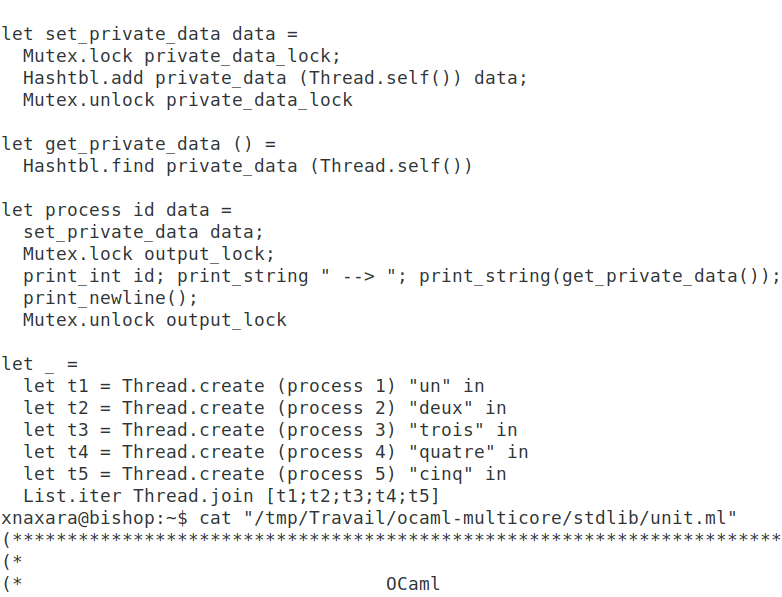 let set_private_data data =
  Mutex.lock private_data_lock;
  Hashtbl.add private_data (Thread.self()) data;
  Mutex.unlock private_data_lock

let get_private_data () =
  Hashtbl.find private_data (Thread.self())

let process id data =
  set_private_data data;
  Mutex.lock output_lock;
  print_int id; print_string " --> "; print_string(get_private_data());
  print_newline();
  Mutex.unlock output_lock

let _ =
  let t1 = Thread.create (process 1) "un" in
  let t2 = Thread.create (process 2) "deux" in
  let t3 = Thread.create (process 3) "trois" in
  let t4 = Thread.create (process 4) "quatre" in
  let t5 = Thread.create (process 5) "cinq" in
  List.iter Thread.join [t1;t2;t3;t4;t5]
xnaxara@bishop:~$ cat "/tmp/Travail/ocaml-multicore/stdlib/unit.ml"
(**********************************************************************
(*
(*                                 OCaml